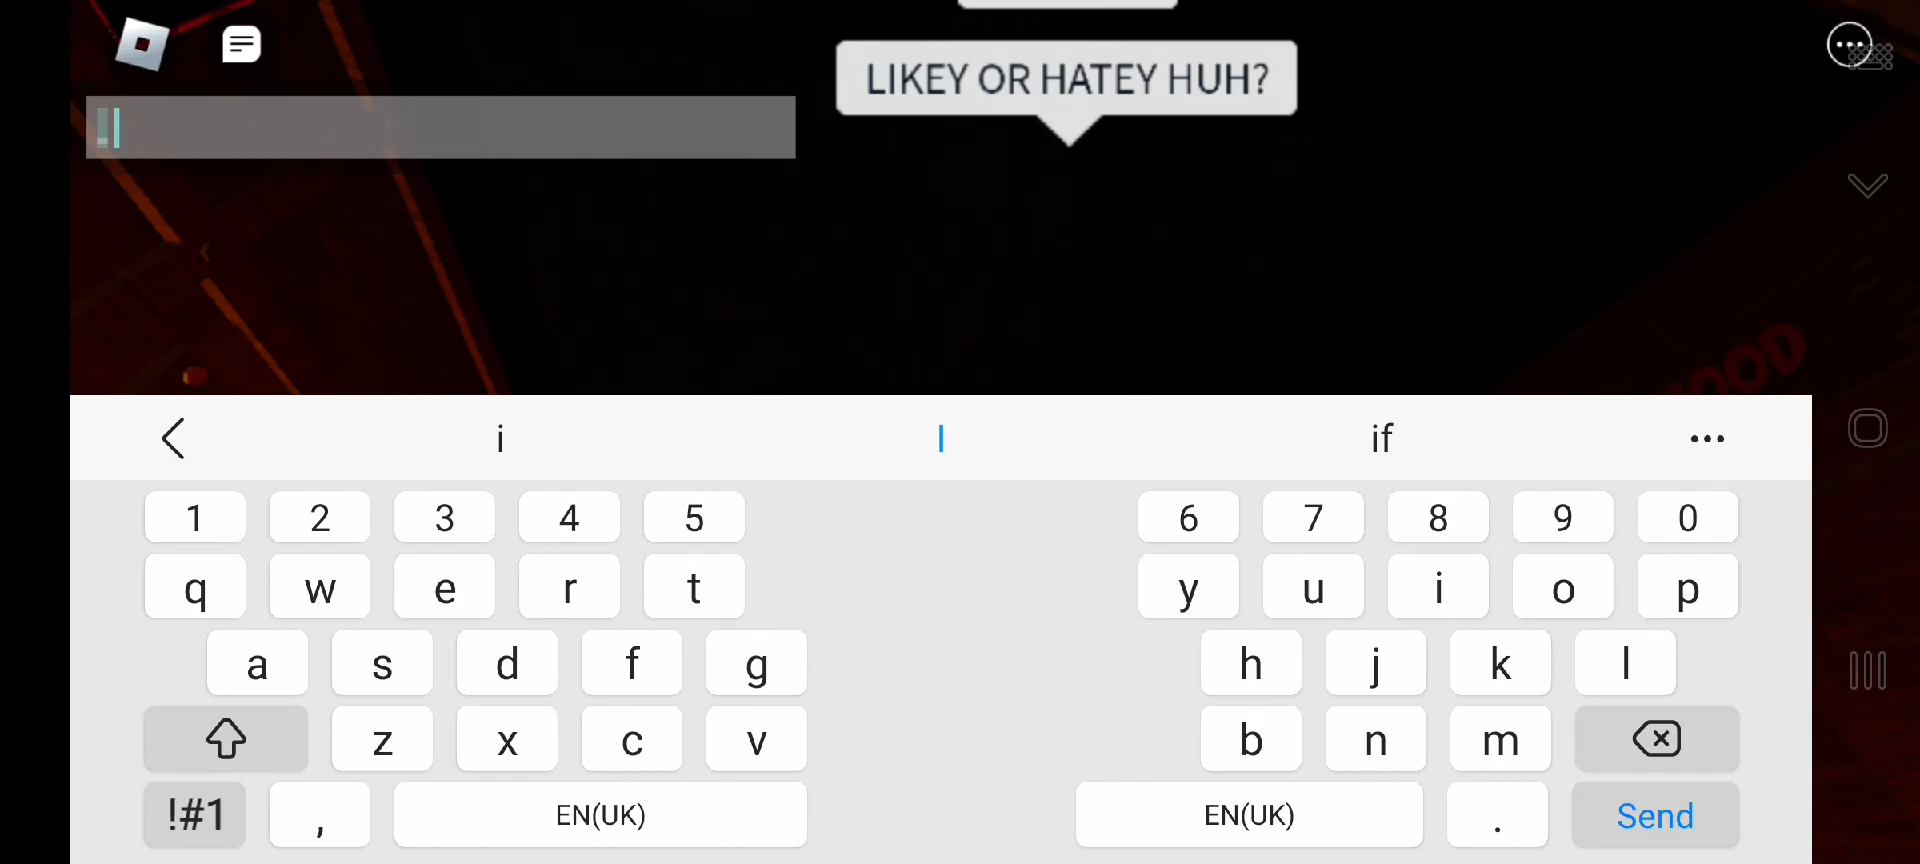 LIKEY OR HATEY HUH?
I
OOD
i I if
1 2 3 4 5 6 7 8 9 0
q w e r t y u i o p
a s d f g h j k l
z x c v b n m
!#1 , EN(UK) EN(UK) . Send